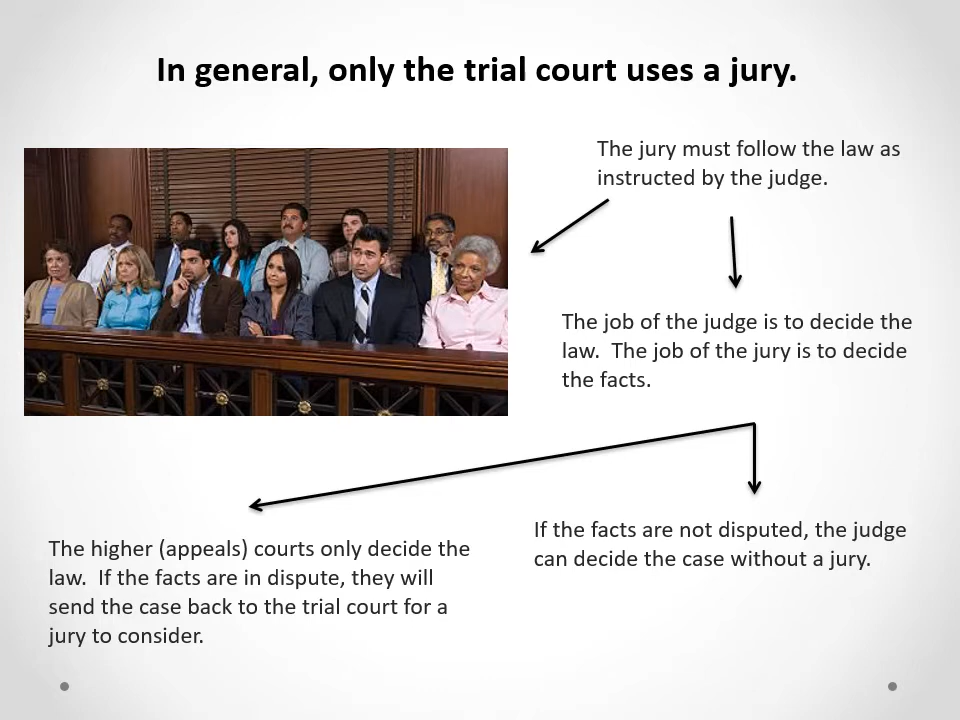 In general, only the trial court uses a jury.
The jury must follow the law as
instructed by the judge.
The job of the judge is to decide the
law.  The job of the jury is to decide
the facts.
The higher (appeals) courts only decide the
law.  If the facts are in dispute, they will
send the case back to the trial court for a
jury to consider.
If the facts are not disputed, the judge
can decide the case without a jury.